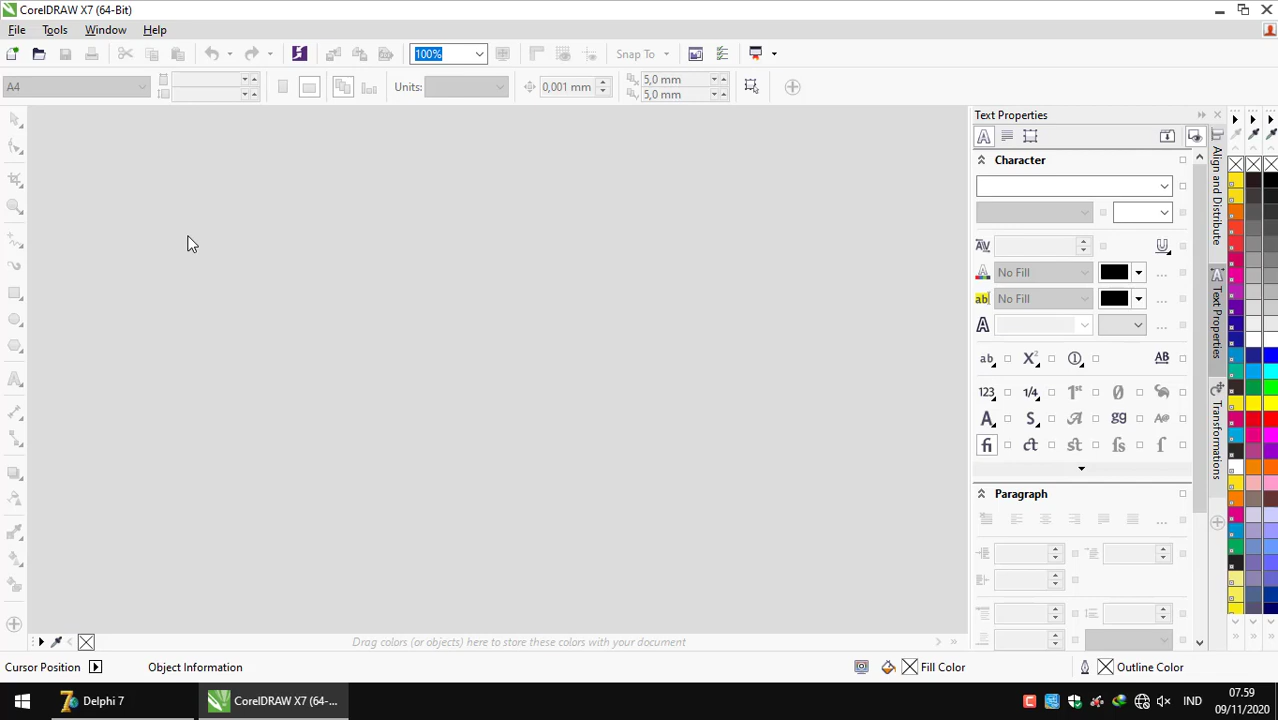 CorelDRAW X7 (64-Bit)
File Tools Window Help
100% Snap To
A4 Units: 0,001 mm 5,0 mm
5,0 mm
Text Properties
Character
No Fill
No Fill
Paragraph
Align and Distribute
Text Properties
Transformations
Drag colors (or objects) here to store these colors with your document
Cursor Position Object Information Fill Color Outline Color
Delphi 7 CorelDRAW X7 (64-... IND 07.59
09/11/2020